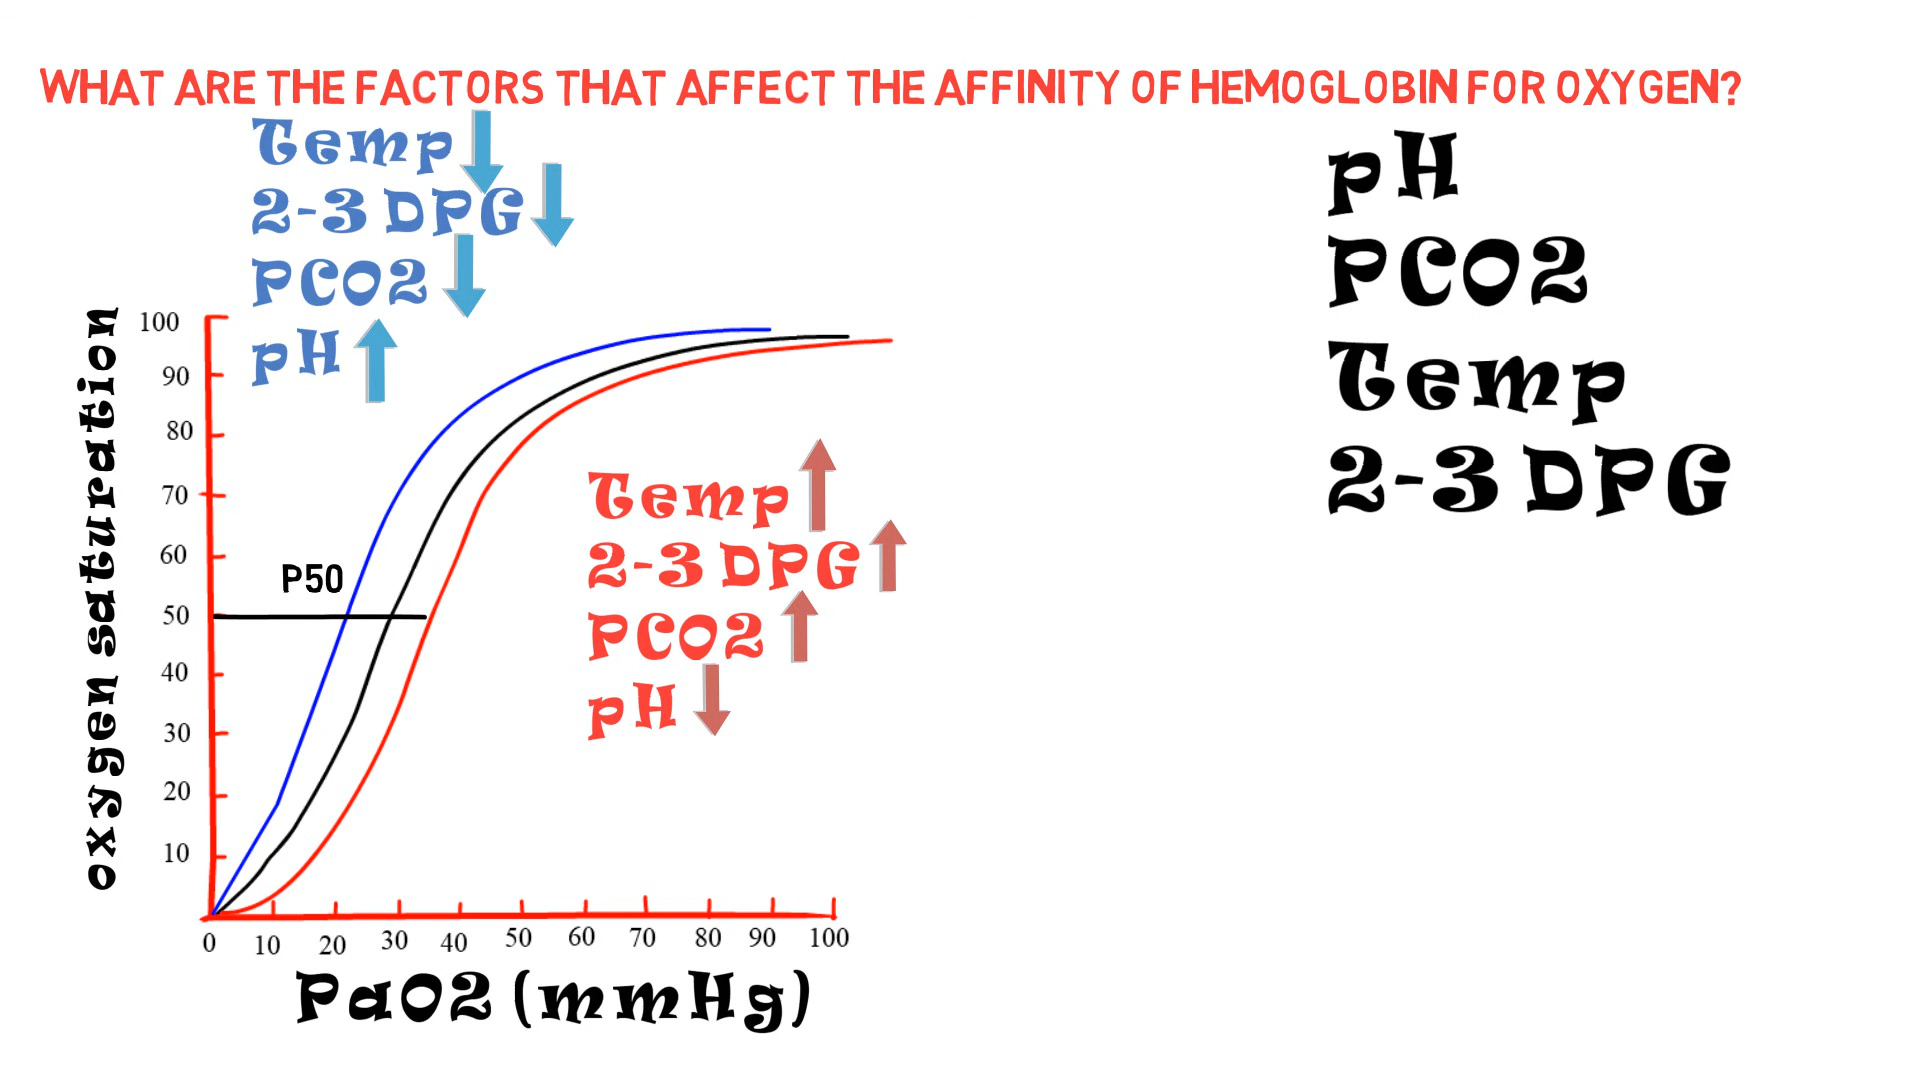 WHAT ARE THE FACTORS THAT AFFECT THE AFFINITY OF HEMOGLOBIN FOR OXYGEN?
Temp
2-3 DPG
PCO2
pH
pH
PCO2
Temp
2-3 DPG
oxygen saturation
100
90
80
70
60
50
40
30
20
10
P50
Temp
2-3 DPG
PCO2
pH
0 10 20 30 40 50 60 70 80 90 100
PaO2 (mmHg)